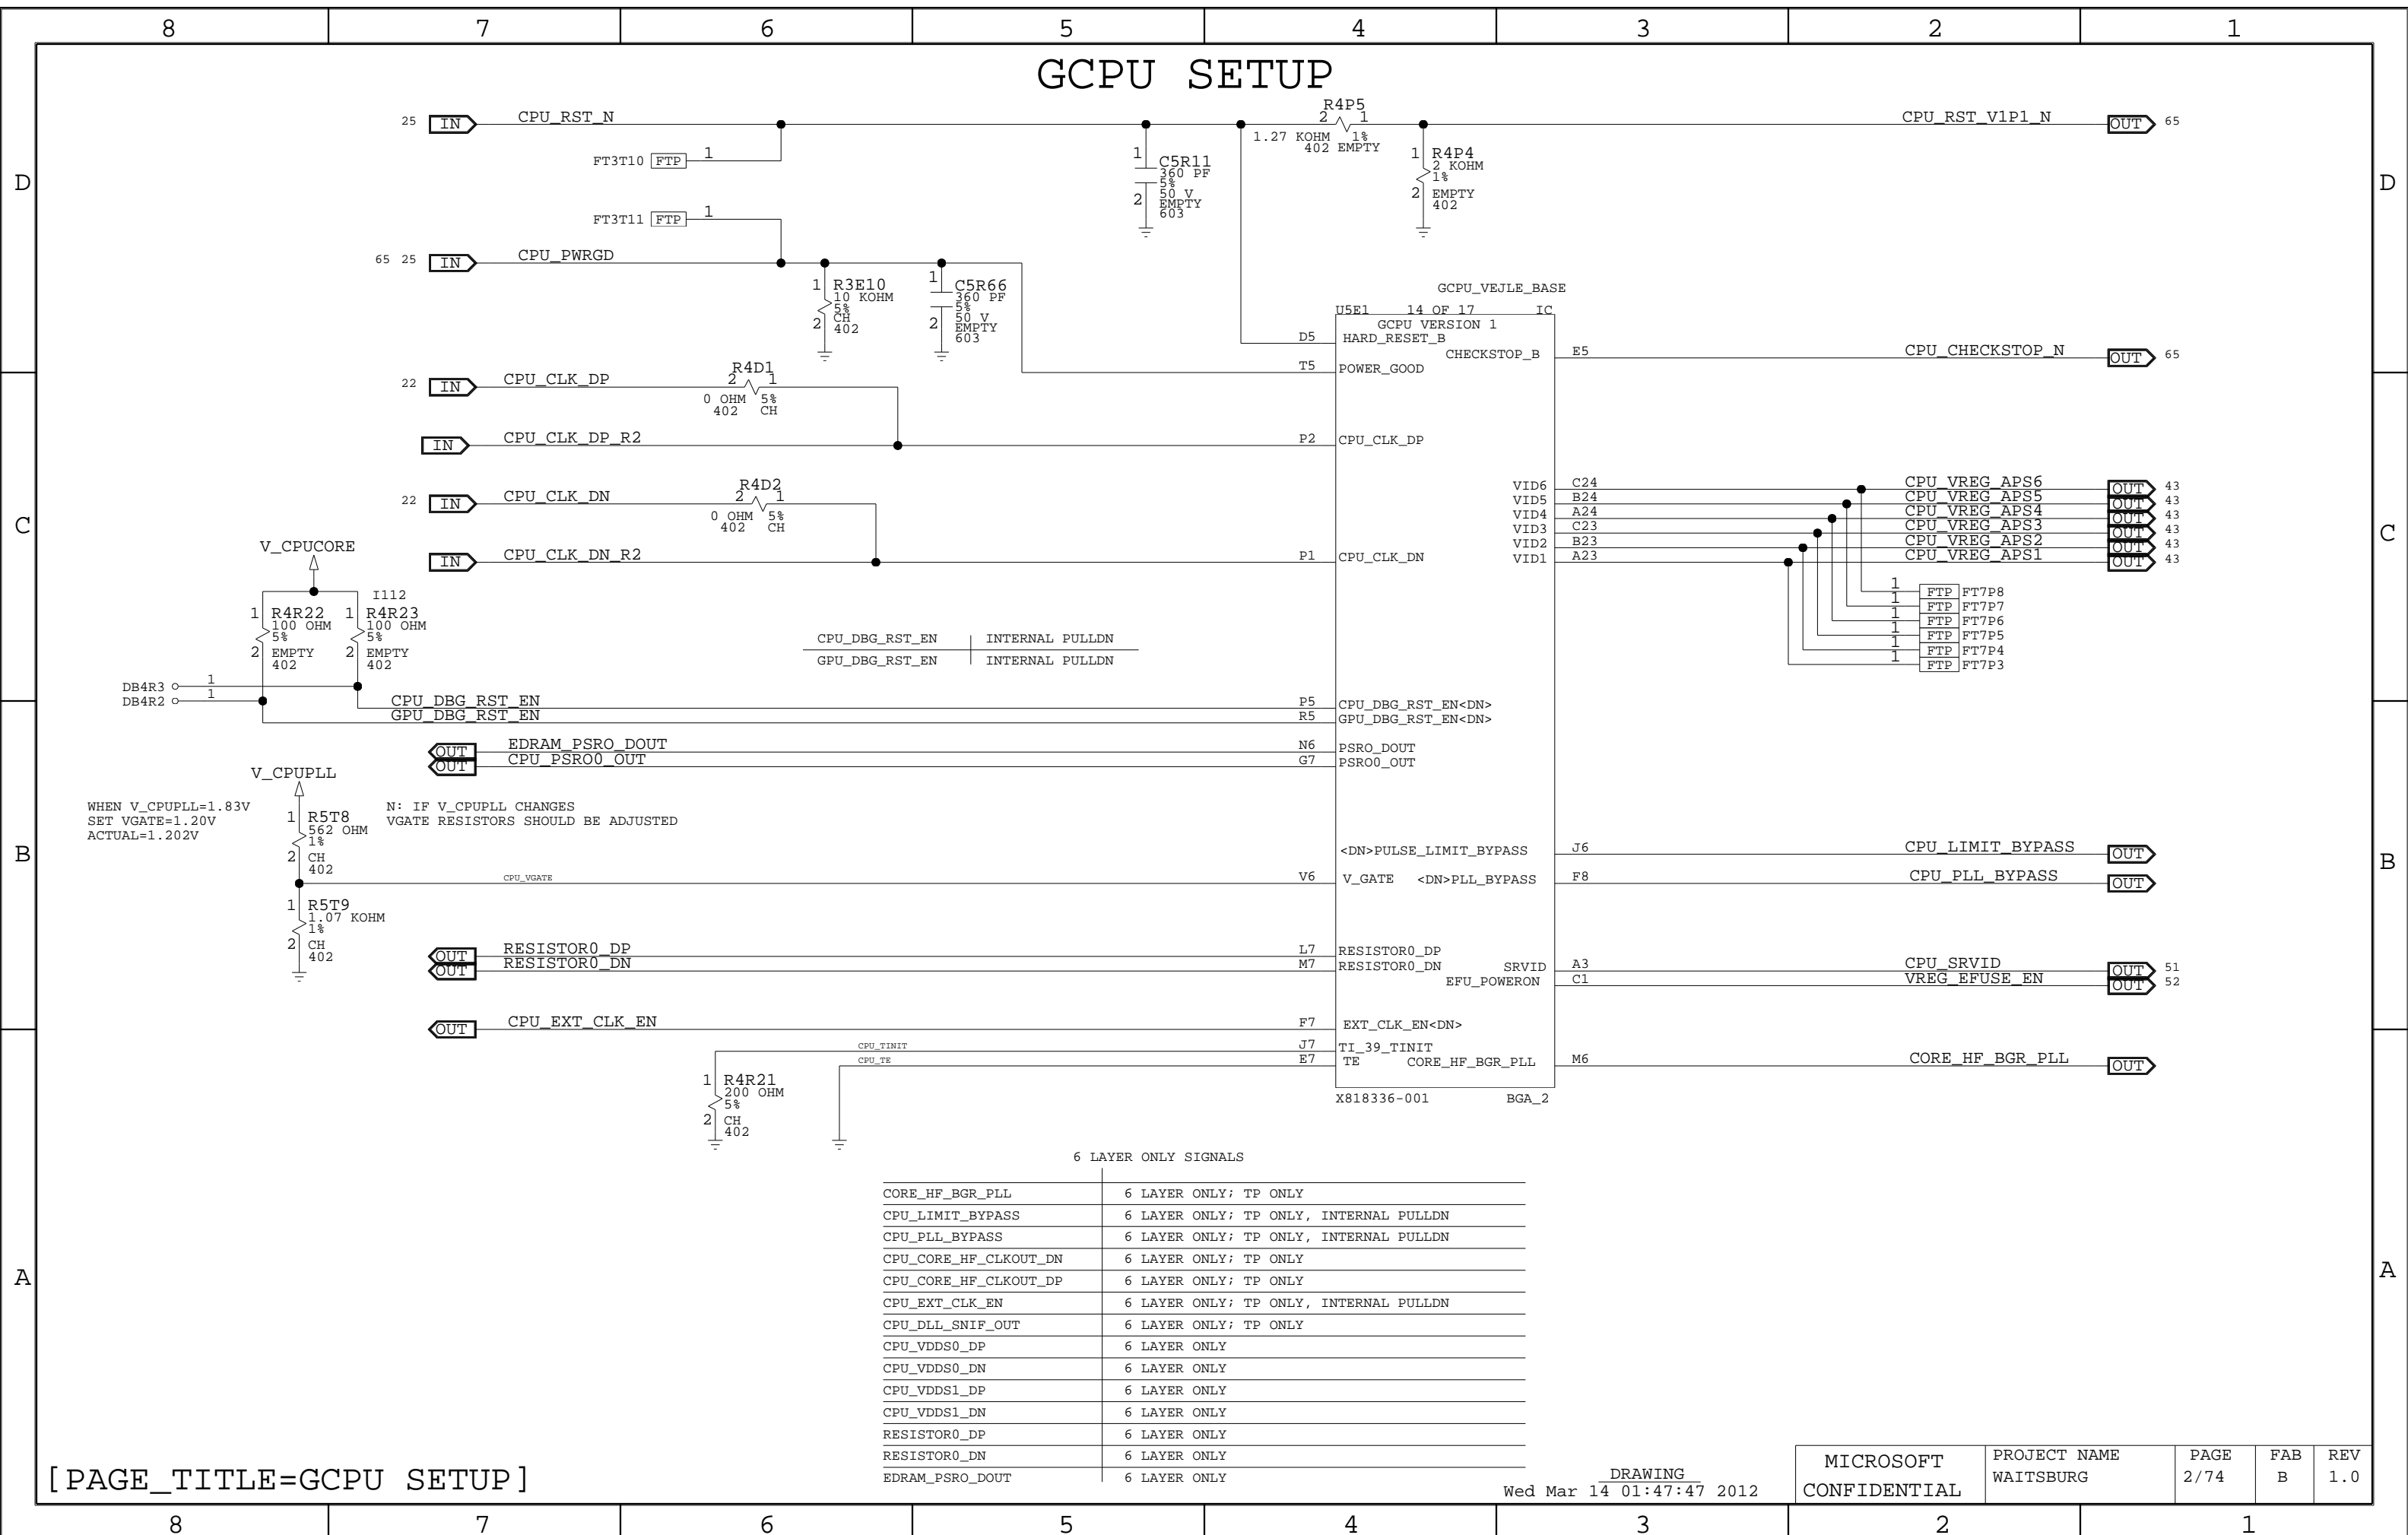 8 7 6 5 4 3 2 1
GCPU SETUP
D
C
B
A
25 IN CPU_RST_N
FT3T10 FTP 1
FT3T11 FTP 1
65 25 IN CPU_PWRGD
R4P5
2 1
1.27 KOHM 1%
402 EMPTY
CPU_RST_V1P1_N OUT 65
1 C5R11
360 PF
5%
50 V
2 EMPTY
603
1 R4P4
2 KOHM
1%
2 EMPTY
402
1 R3E10
10 KOHM
5%
2 CH
402
1 C5R66
360 PF
5%
50 V
2 EMPTY
603
GCPU_VEJLE_BASE
U5E1 14 OF 17 IC
GCPU VERSION 1
D5 HARD_RESET_B
CHECKSTOP_B E5 CPU_CHECKSTOP_N OUT 65
T5 POWER_GOOD
22 IN CPU_CLK_DP
R4D1
2 1
0 OHM 5%
402 CH
IN CPU_CLK_DP_R2 P2 CPU_CLK_DP
22 IN CPU_CLK_DN
R4D2
2 1
0 OHM 5%
402 CH
IN CPU_CLK_DN_R2 P1 CPU_CLK_DN
VID6 C24 CPU_VREG_APS6 OUT 43
VID5 B24 CPU_VREG_APS5 OUT 43
VID4 A24 CPU_VREG_APS4 OUT 43
VID3 C23 CPU_VREG_APS3 OUT 43
VID2 B23 CPU_VREG_APS2 OUT 43
VID1 A23 CPU_VREG_APS1 OUT 43
1 FTP FT7P8
1 FTP FT7P7
1 FTP FT7P6
1 FTP FT7P5
1 FTP FT7P4
1 FTP FT7P3
V_CPUCORE
I112
1 R4R22
100 OHM
5%
2 EMPTY
402
1 R4R23
100 OHM
5%
2 EMPTY
402
CPU_DBG_RST_EN INTERNAL PULLDN
GPU_DBG_RST_EN INTERNAL PULLDN
DB4R3 1
DB4R2 1
CPU_DBG_RST_EN P5 CPU_DBG_RST_EN<DN>
GPU_DBG_RST_EN R5 GPU_DBG_RST_EN<DN>
OUT EDRAM_PSRO_DOUT N6 PSRO_DOUT
OUT CPU_PSRO0_OUT G7 PSRO0_OUT
V_CPUPLL
WHEN V_CPUPLL=1.83V
SET VGATE=1.20V
ACTUAL=1.202V
N: IF V_CPUPLL CHANGES
VGATE RESISTORS SHOULD BE ADJUSTED
1 R5T8
562 OHM
1%
2 CH
402
<DN>PULSE_LIMIT_BYPASS J6 CPU_LIMIT_BYPASS OUT
CPU_VGATE V6 V_GATE <DN>PLL_BYPASS F8 CPU_PLL_BYPASS OUT
1 R5T9
1.07 KOHM
1%
2 CH
402
OUT RESISTOR0_DP L7 RESISTOR0_DP
OUT RESISTOR0_DN M7 RESISTOR0_DN
SRVID A3 CPU_SRVID OUT 51
EFU_POWERON C1 VREG_EFUSE_EN OUT 52
OUT CPU_EXT_CLK_EN F7 EXT_CLK_EN<DN>
CPU_TINIT J7 TI_39_TINIT
CPU_TE E7 TE
CORE_HF_BGR_PLL M6 CORE_HF_BGR_PLL OUT
1 R4R21
200 OHM
5%
2 CH
402
X818336-001 BGA_2
6 LAYER ONLY SIGNALS
CORE_HF_BGR_PLL 6 LAYER ONLY; TP ONLY
CPU_LIMIT_BYPASS 6 LAYER ONLY; TP ONLY, INTERNAL PULLDN
CPU_PLL_BYPASS 6 LAYER ONLY; TP ONLY, INTERNAL PULLDN
CPU_CORE_HF_CLKOUT_DN 6 LAYER ONLY; TP ONLY
CPU_CORE_HF_CLKOUT_DP 6 LAYER ONLY; TP ONLY
CPU_EXT_CLK_EN 6 LAYER ONLY; TP ONLY, INTERNAL PULLDN
CPU_DLL_SNIF_OUT 6 LAYER ONLY; TP ONLY
CPU_VDDS0_DP 6 LAYER ONLY
CPU_VDDS0_DN 6 LAYER ONLY
CPU_VDDS1_DP 6 LAYER ONLY
CPU_VDDS1_DN 6 LAYER ONLY
RESISTOR0_DP 6 LAYER ONLY
RESISTOR0_DN 6 LAYER ONLY
EDRAM_PSRO_DOUT 6 LAYER ONLY
[PAGE_TITLE=GCPU SETUP]
DRAWING
Wed Mar 14 01:47:47 2012
MICROSOFT
CONFIDENTIAL
PROJECT NAME
WAITSBURG
PAGE
2/74
FAB
B
REV
1.0
D
C
B
A
8 7 6 5 4 3 2 1